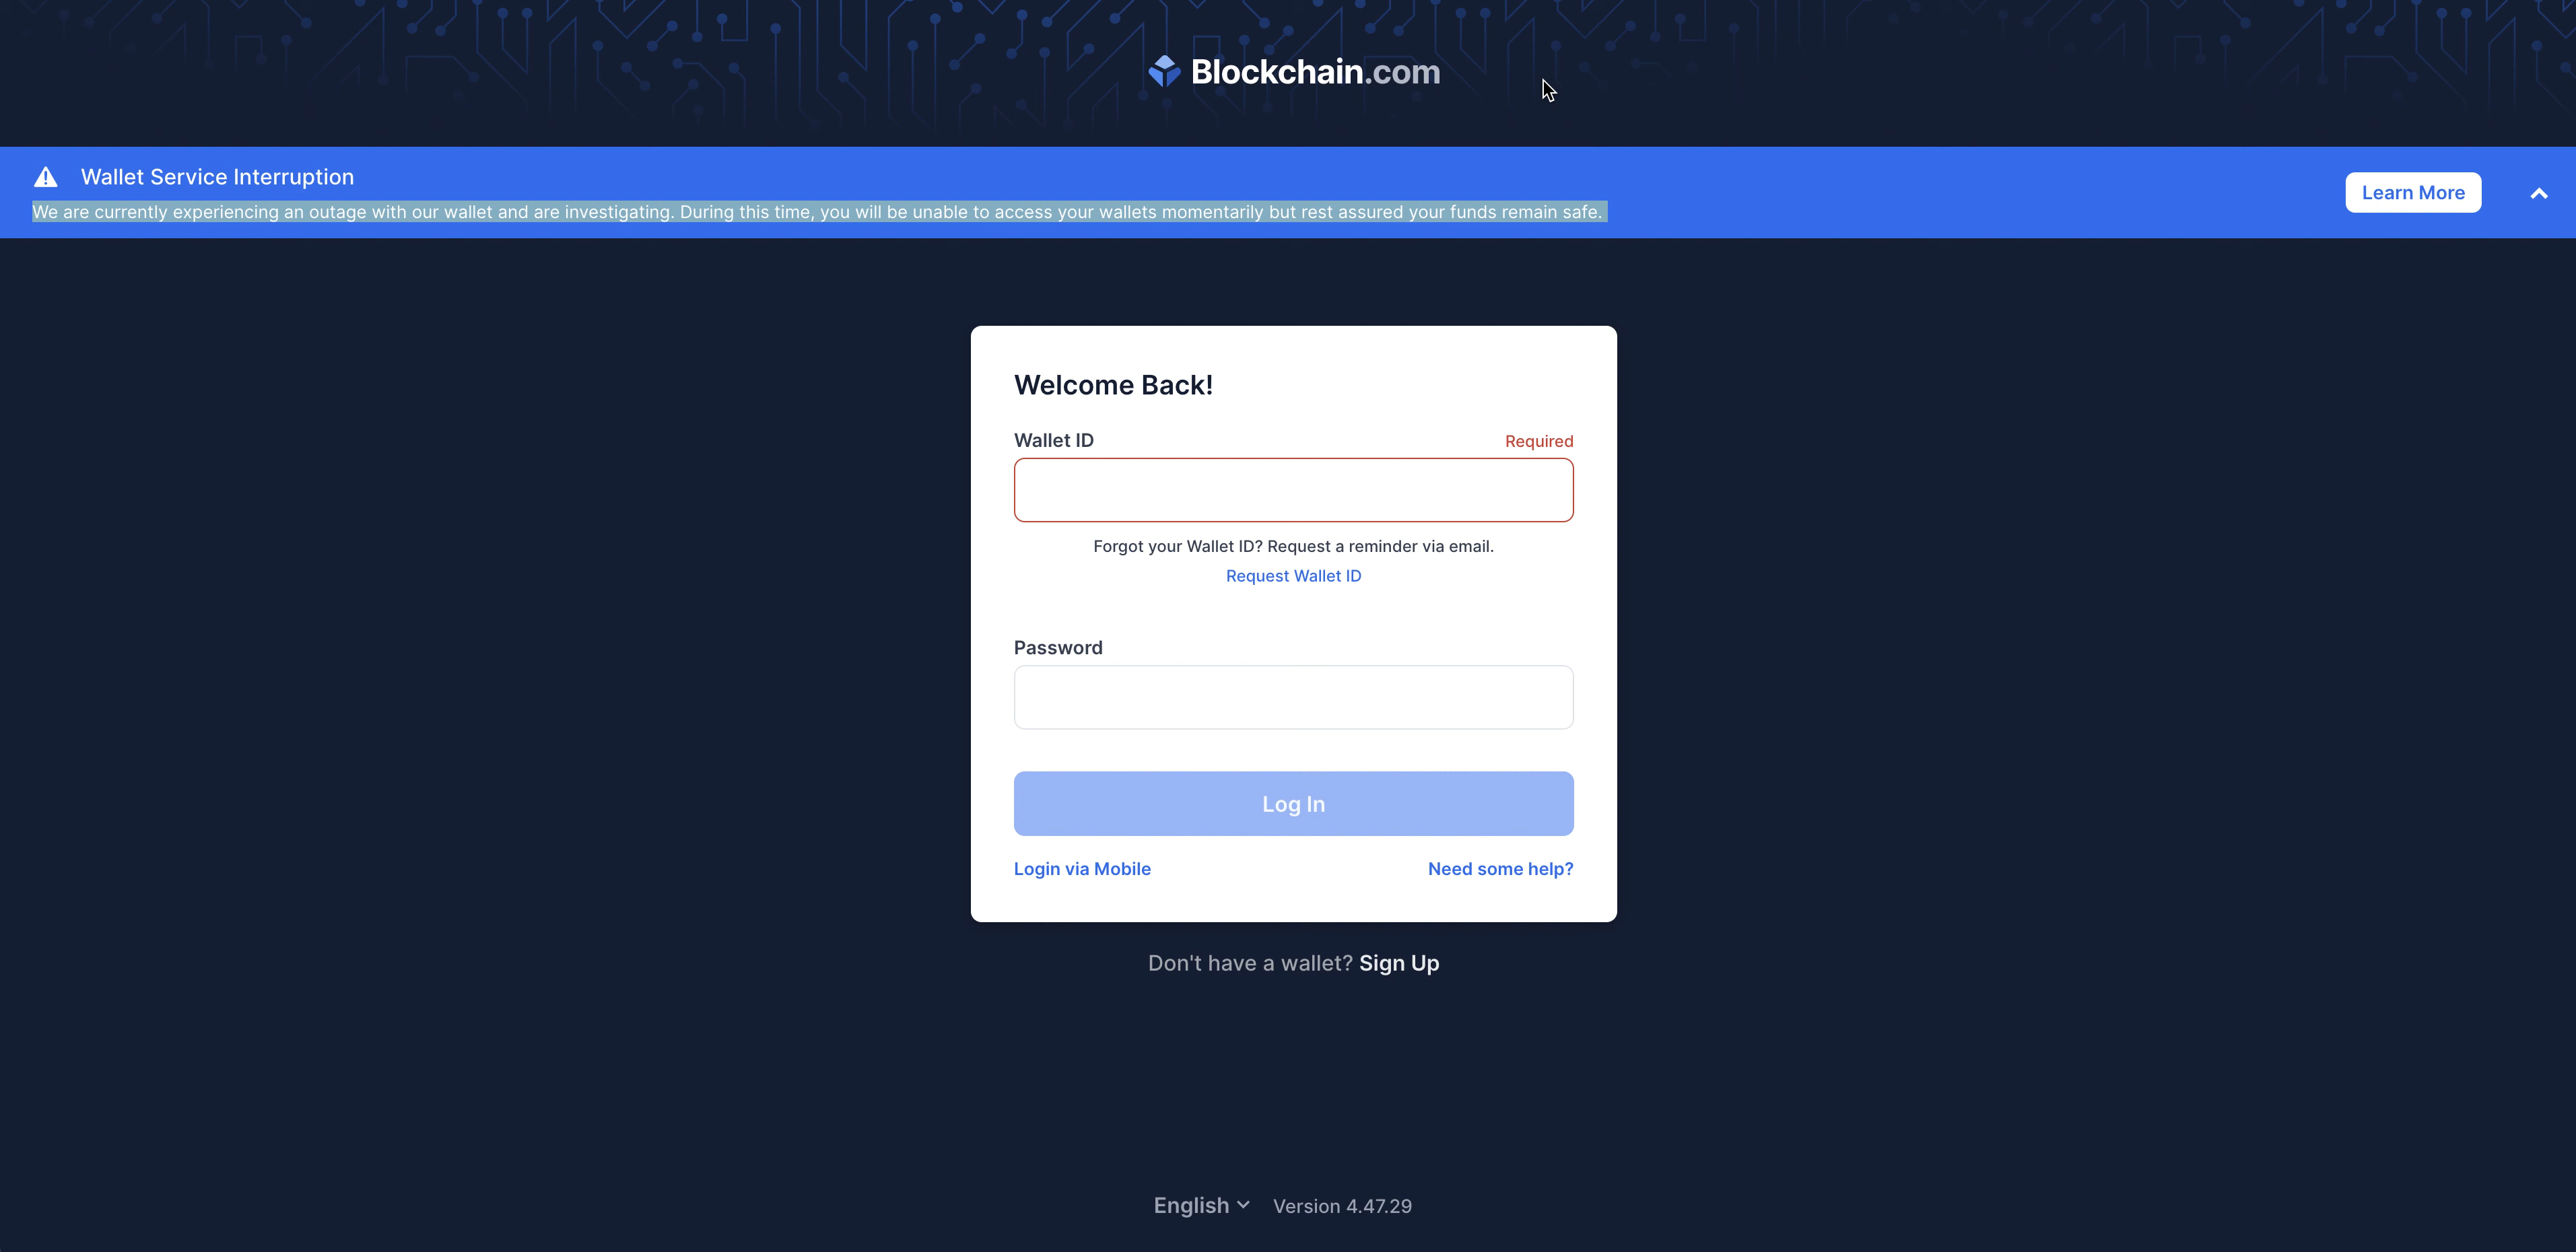 Blockchain.com
Wallet Service Interruption
We are currently experiencing an outage with our wallet and are investigating. During this time, you will be unable to access your wallets momentarily but rest assured your funds remain safe.
Learn More
Welcome Back!
Wallet ID Required
Forgot your Wallet ID? Request a reminder via email.
Request Wallet ID
Password
Log In
Login via Mobile Need some help?
Don't have a wallet? Sign Up
English Version 4.47.29